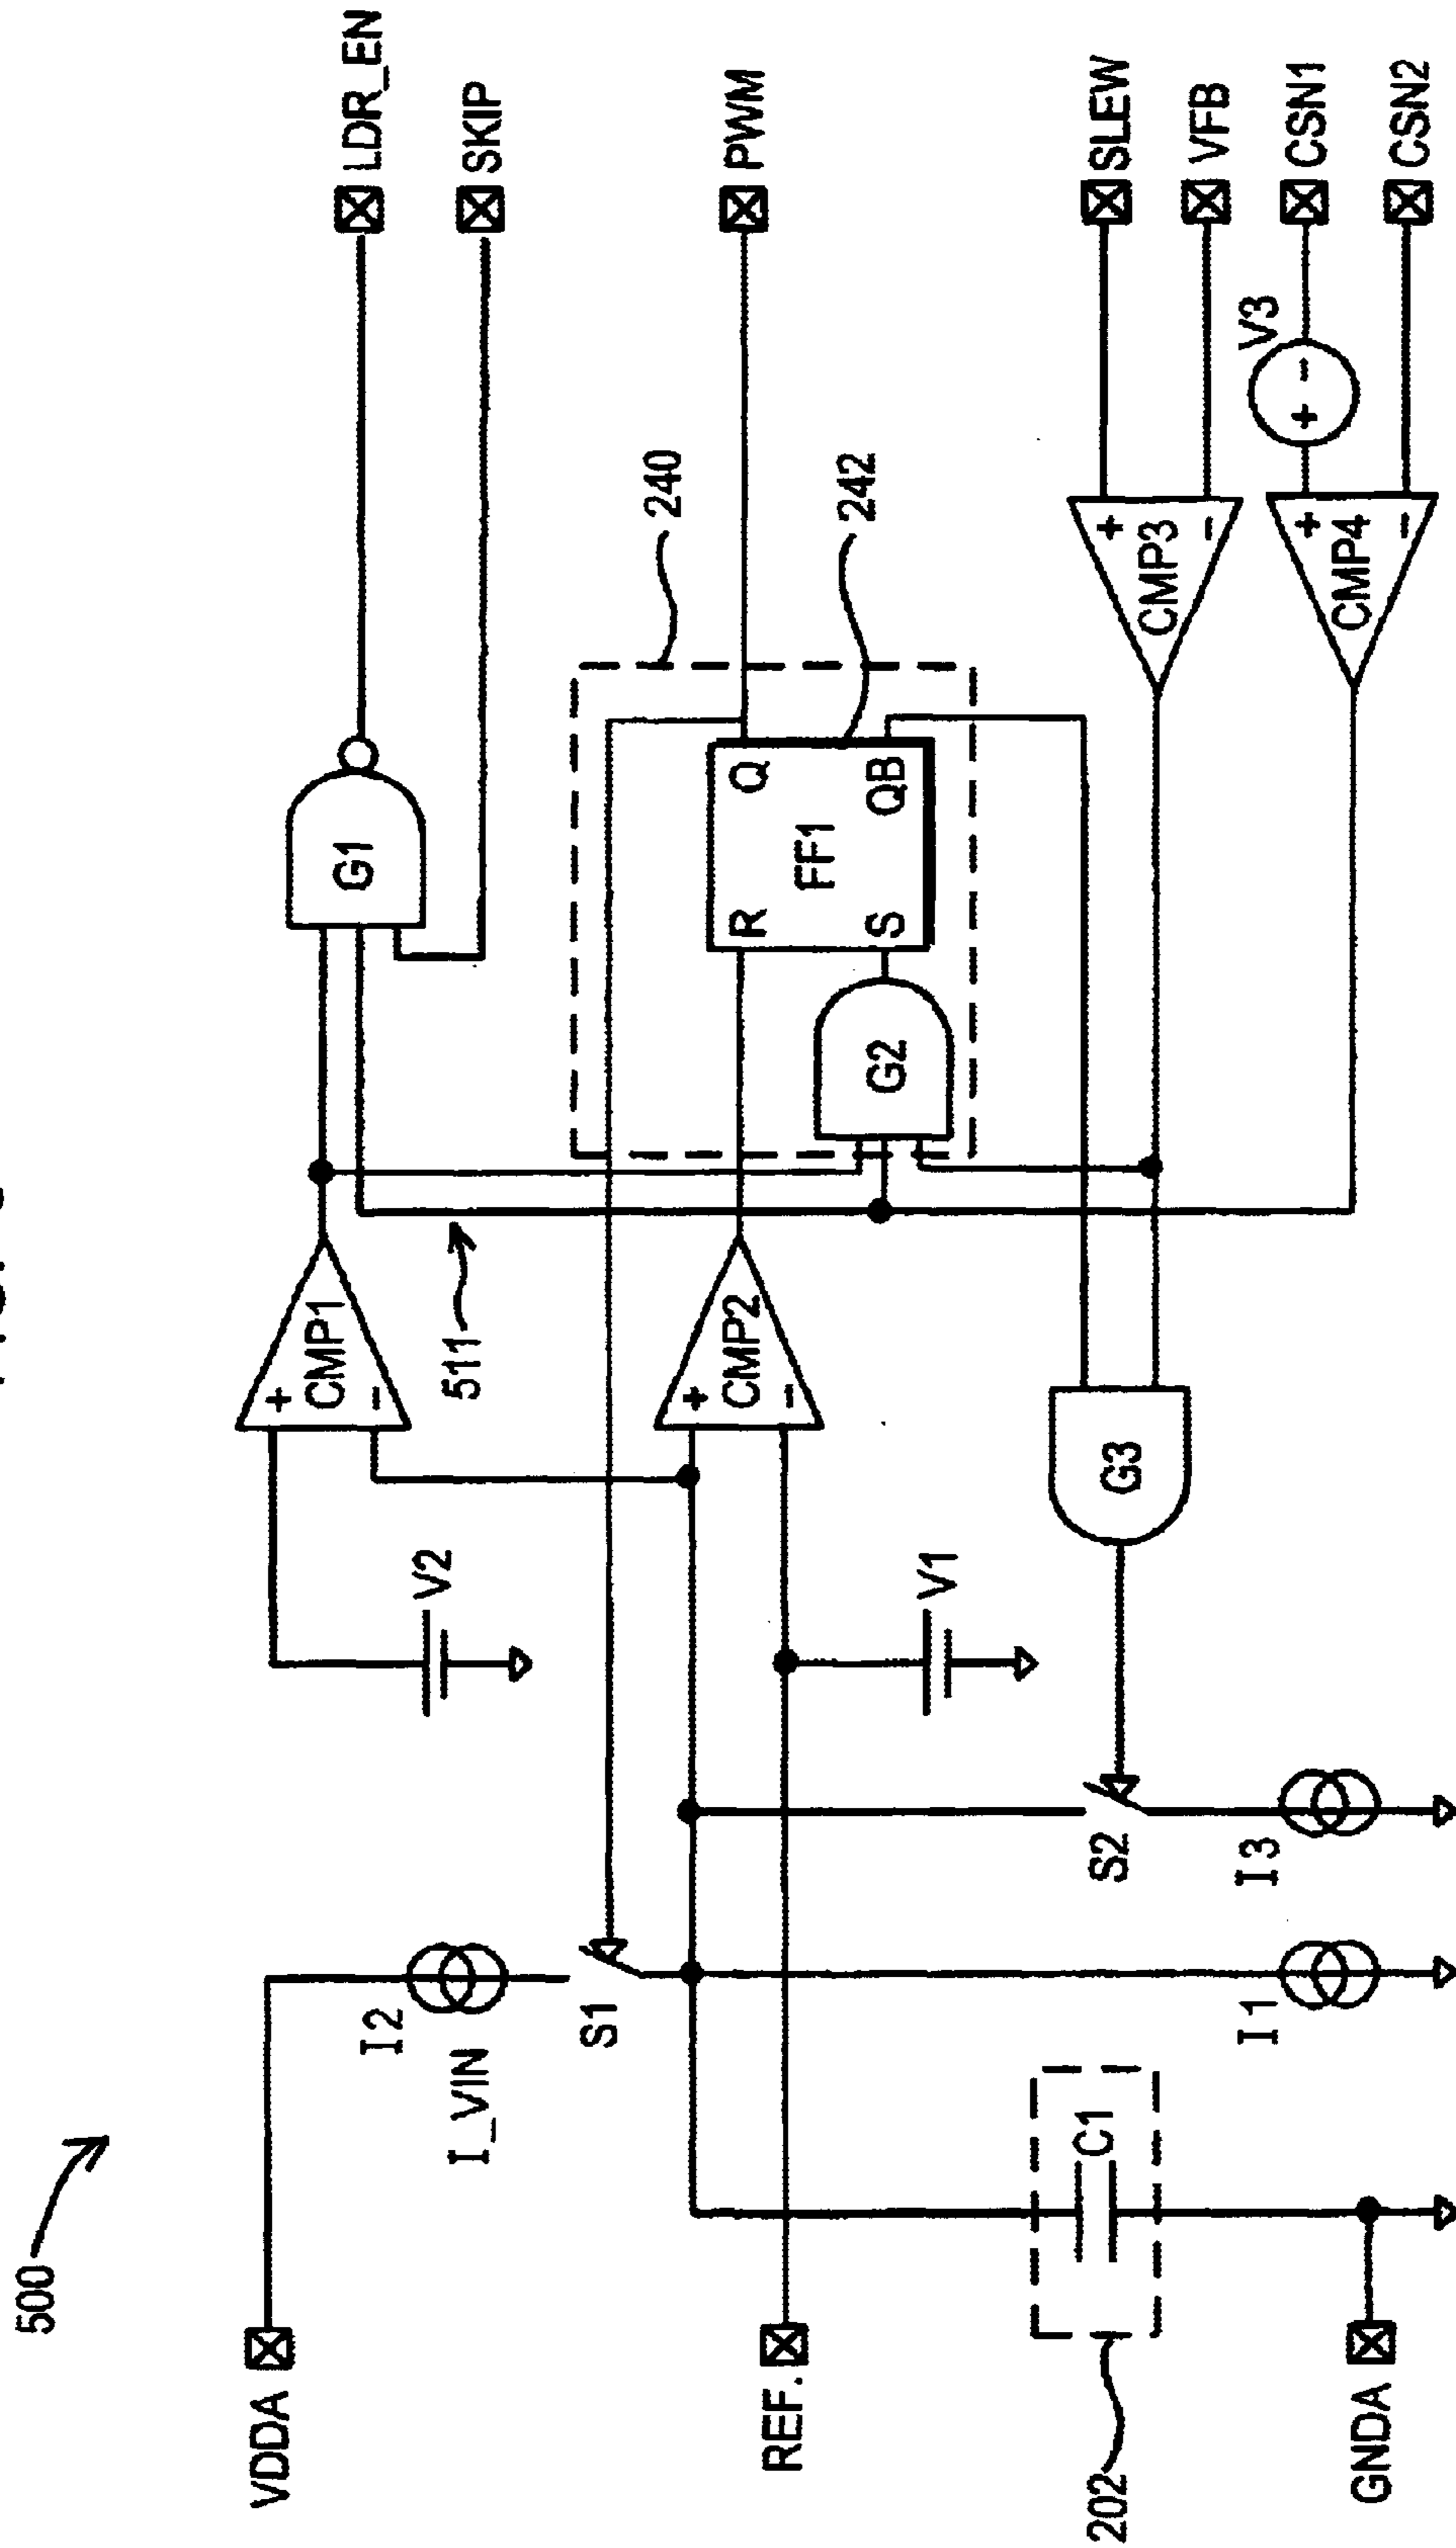 500
VDDA
REF.
GNDA
202
C1
I2
I_VIN
S1
I1
S2
I3
V2
V1
+
CMP1
−
+
CMP2
−
511
G3
G1
G2
240
R
Q
FF1
S
QB
242
+
CMP3
−
+
CMP4
−
+ −
V3
LDR_EN
SKIP
PWM
SLEW
VFB
CSN1
CSN2